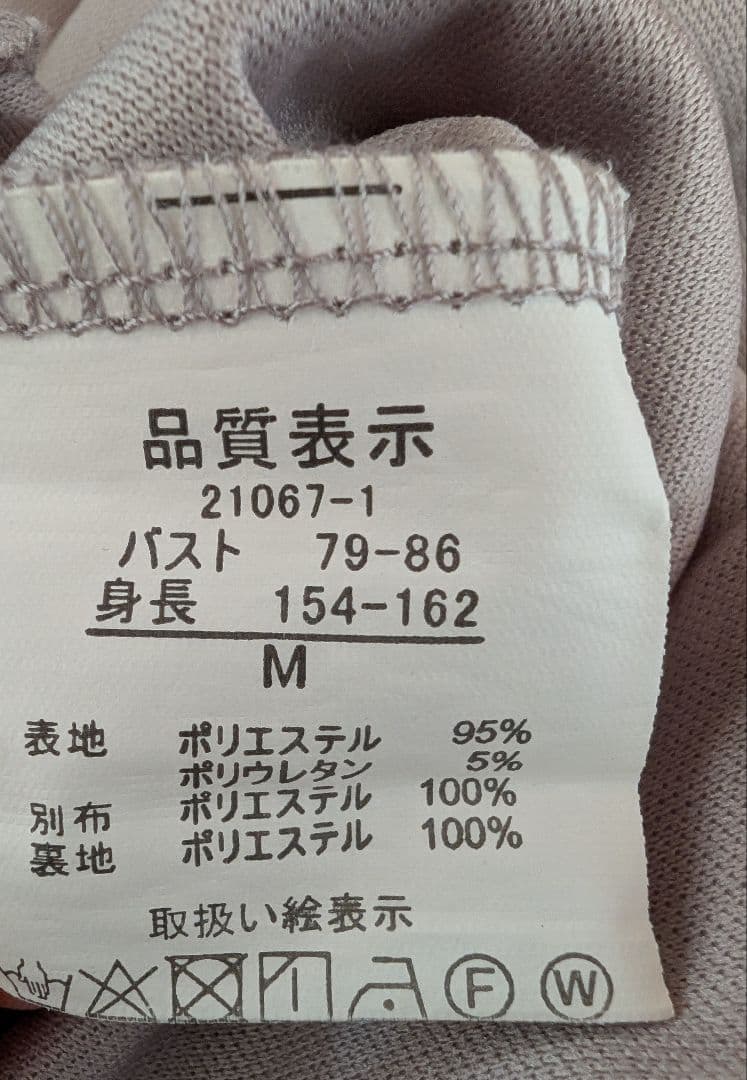 品質表示
21067-1
バスト 79-86
身長 154-162
M
表地 ポリエステル 95%
ポリウレタン 5%
別布 ポリエステル 100%
裏地 ポリエステル 100%
取扱い絵表示
F W